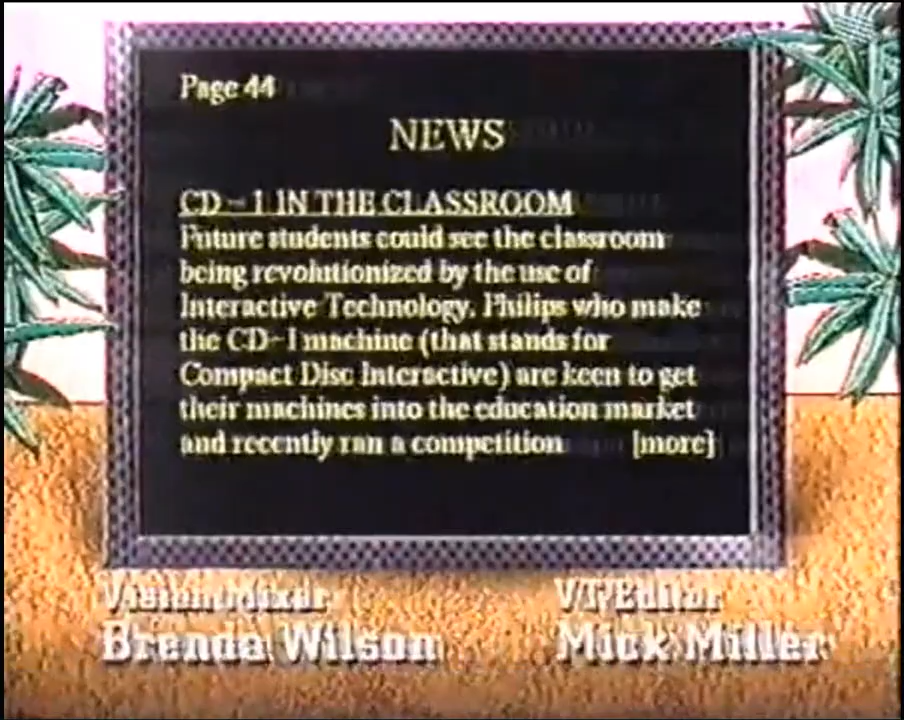 Page 44
NEWS
CD-1 IN THE CLASSROOM
Future students could see the classroom
being revolutionized by the use of
Interactive Technology. Philips who make
the CD-I machine (that stands for
Compact Disc Interactive) are keen to get
their machines into the education market
and recently ran a competition [more]
Vision Mixer
Brenda Wilson
VT Editor
Mick Miller